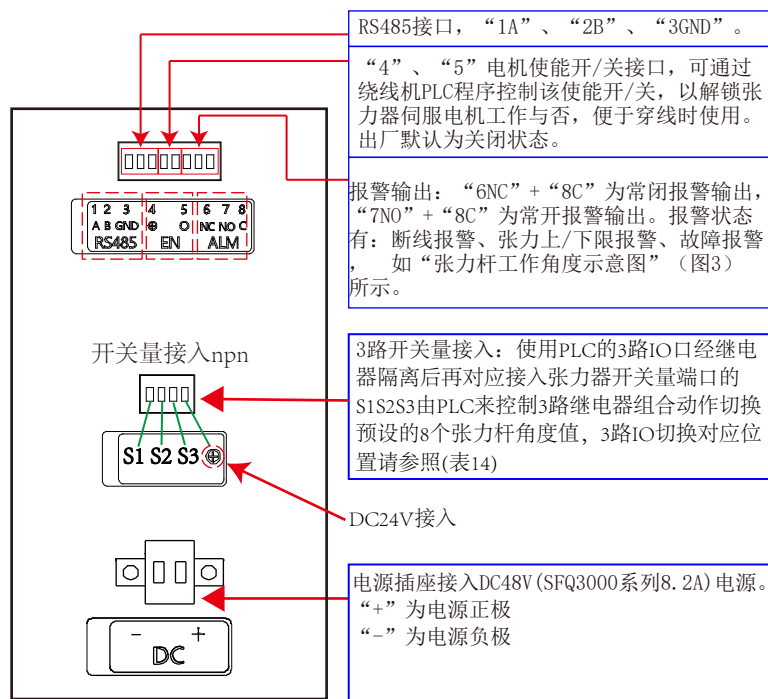 RS485接口，“1A”、“2B”、“3GND”。
“4”、“5”电机使能开/关接口，可通过
绕线机PLC程序控制该使能开/关，以解锁张
力器伺服电机工作与否，便于穿线时使用。
出厂默认为关闭状态。
报警输出：“6NC”+“8C”为常闭报警输出，
“7NO”+“8C”为常开报警输出。报警状态
有：断线报警、张力上/下限报警、故障报警
， 如“张力杆工作角度示意图”（图3）
所示。
1 2 3 4 5 6 7 8
A B GND ⊕ O NC NO C
RS485 EN ALM
开关量接入npn
3路开关量接入：使用PLC的3路IO口经继电
器隔离后再对应接入张力器开关量端口的
S1S2S3由PLC来控制3路继电器组合动作切换
预设的8个张力杆角度值，3路IO切换对应位
置请参照(表14)
S1 S2 S3 ⊕
DC24V接入
电源插座接入DC48V(SFQ3000系列8.2A)电源。
“+”为电源正极
“-”为电源负极
- +
DC